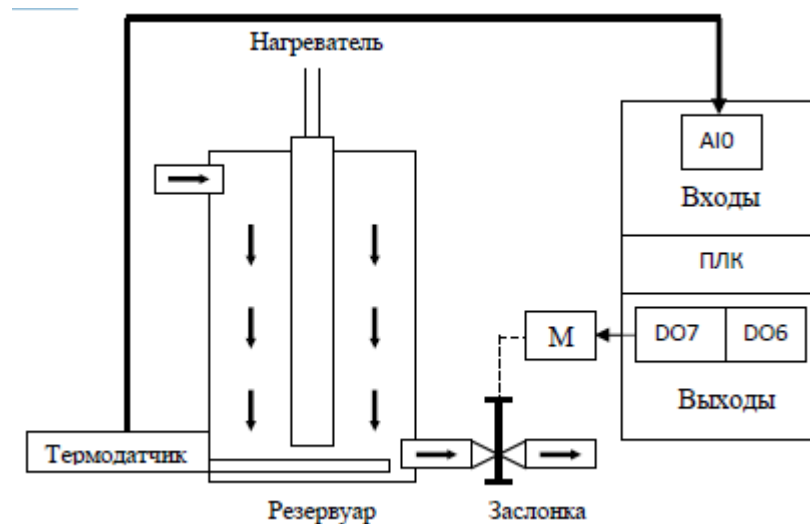 Нагреватель
AI0
Входы
ПЛК
M
DO7
DO6
Выходы
Термодатчик
Резервуар
Заслонка